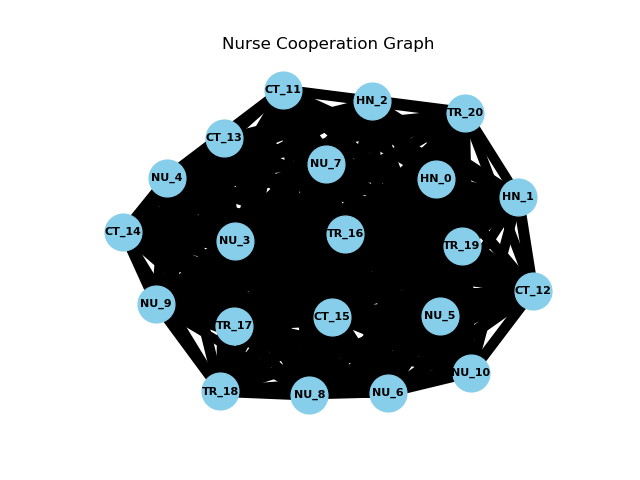 Nurse Cooperation Graph
CT_11
HN_2
TR_20
CT_13
NU_7
NU_4
HN_0
HN_1
CT_14
NU_3
TR_16
TR_19
CT_12
NU_9
TR_17
CT_15
NU_5
NU_10
TR_18
NU_8
NU_6